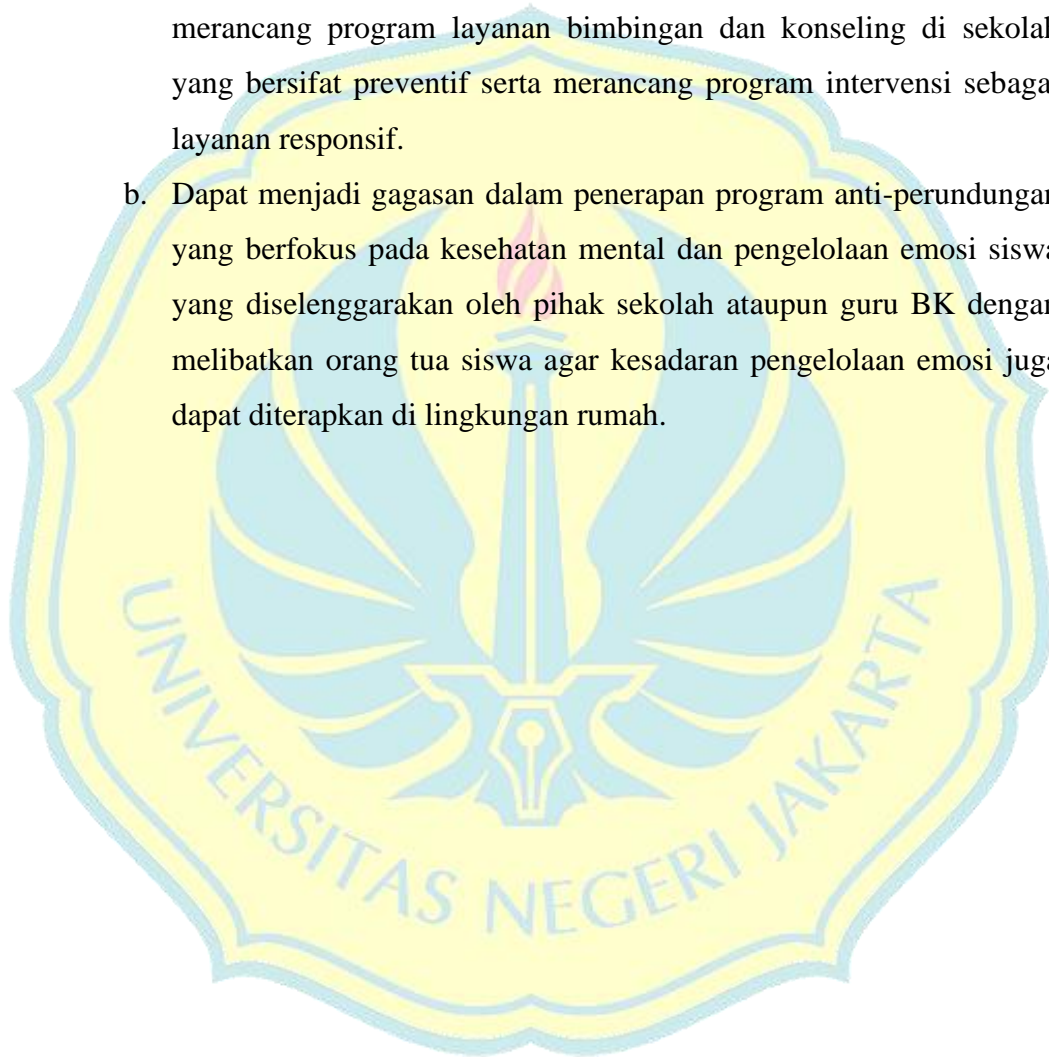 merancang program layanan bimbingan dan konseling di sekolah
yang bersifat preventif serta merancang program intervensi sebaga
layanan responsif.
b. Dapat menjadi gagasan dalam penerapan program anti-perundungan
yang berfokus pada kesehatan mental dan pengelolaan emosi siswa
yang diselenggarakan oleh pihak sekolah ataupun guru BK dengan
melibatkan orang tua siswa agar kesadaran pengelolaan emosi juga
dapat diterapkan di lingkungan rumah.
UNIVERSITAS NEGERI JAKARTA